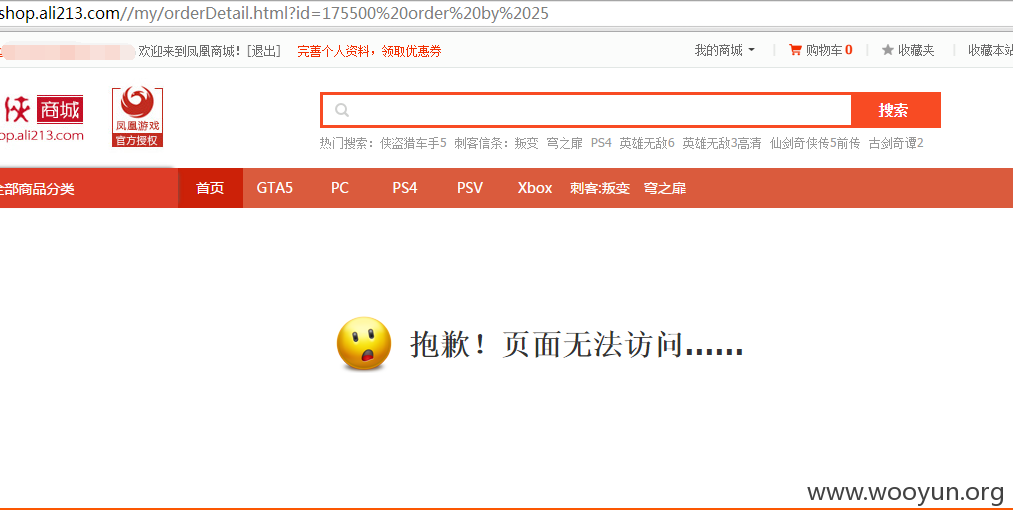 shop.ali213.com//my/orderDetail.html?id=175500%20order%20by%2025
欢迎来到凤凰商城! [退出] 完善个人资料，领取优惠券 我的商城 购物车 0 收藏夹 收藏本站
侠 商城
op.ali213.com
凤凰游戏
官方授权
搜索
热门搜索： 侠盗猎车手5 刺客信条：叛变 穹之扉 PS4 英雄无敌6 英雄无敌3高清 仙剑奇侠传5前传 古剑奇谭2
全部商品分类 首页 GTA5 PC PS4 PSV Xbox 刺客:叛变 穹之扉
抱歉！页面无法访问......
www.wooyun.org